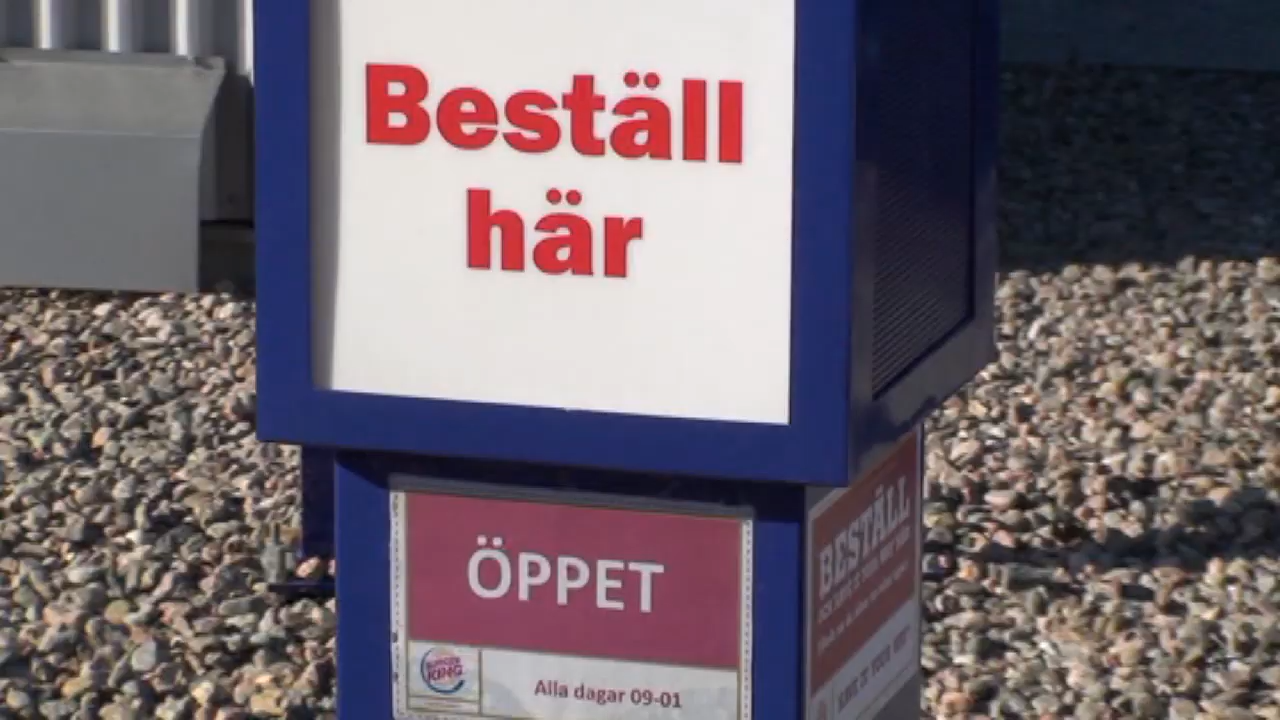 Beställ
här
ÖPPET
BURGER
KING
Alla dagar 09-01
BESTÄLL